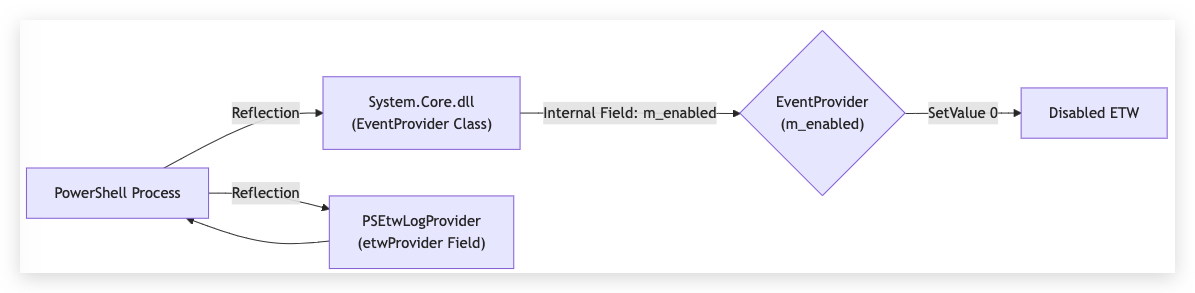 PowerShell Process
Reflection
System.Core.dll
(EventProvider Class)
Internal Field: m_enabled
EventProvider
(m_enabled)
SetValue 0
Disabled ETW
Reflection
PSEtwLogProvider
(etwProvider Field)